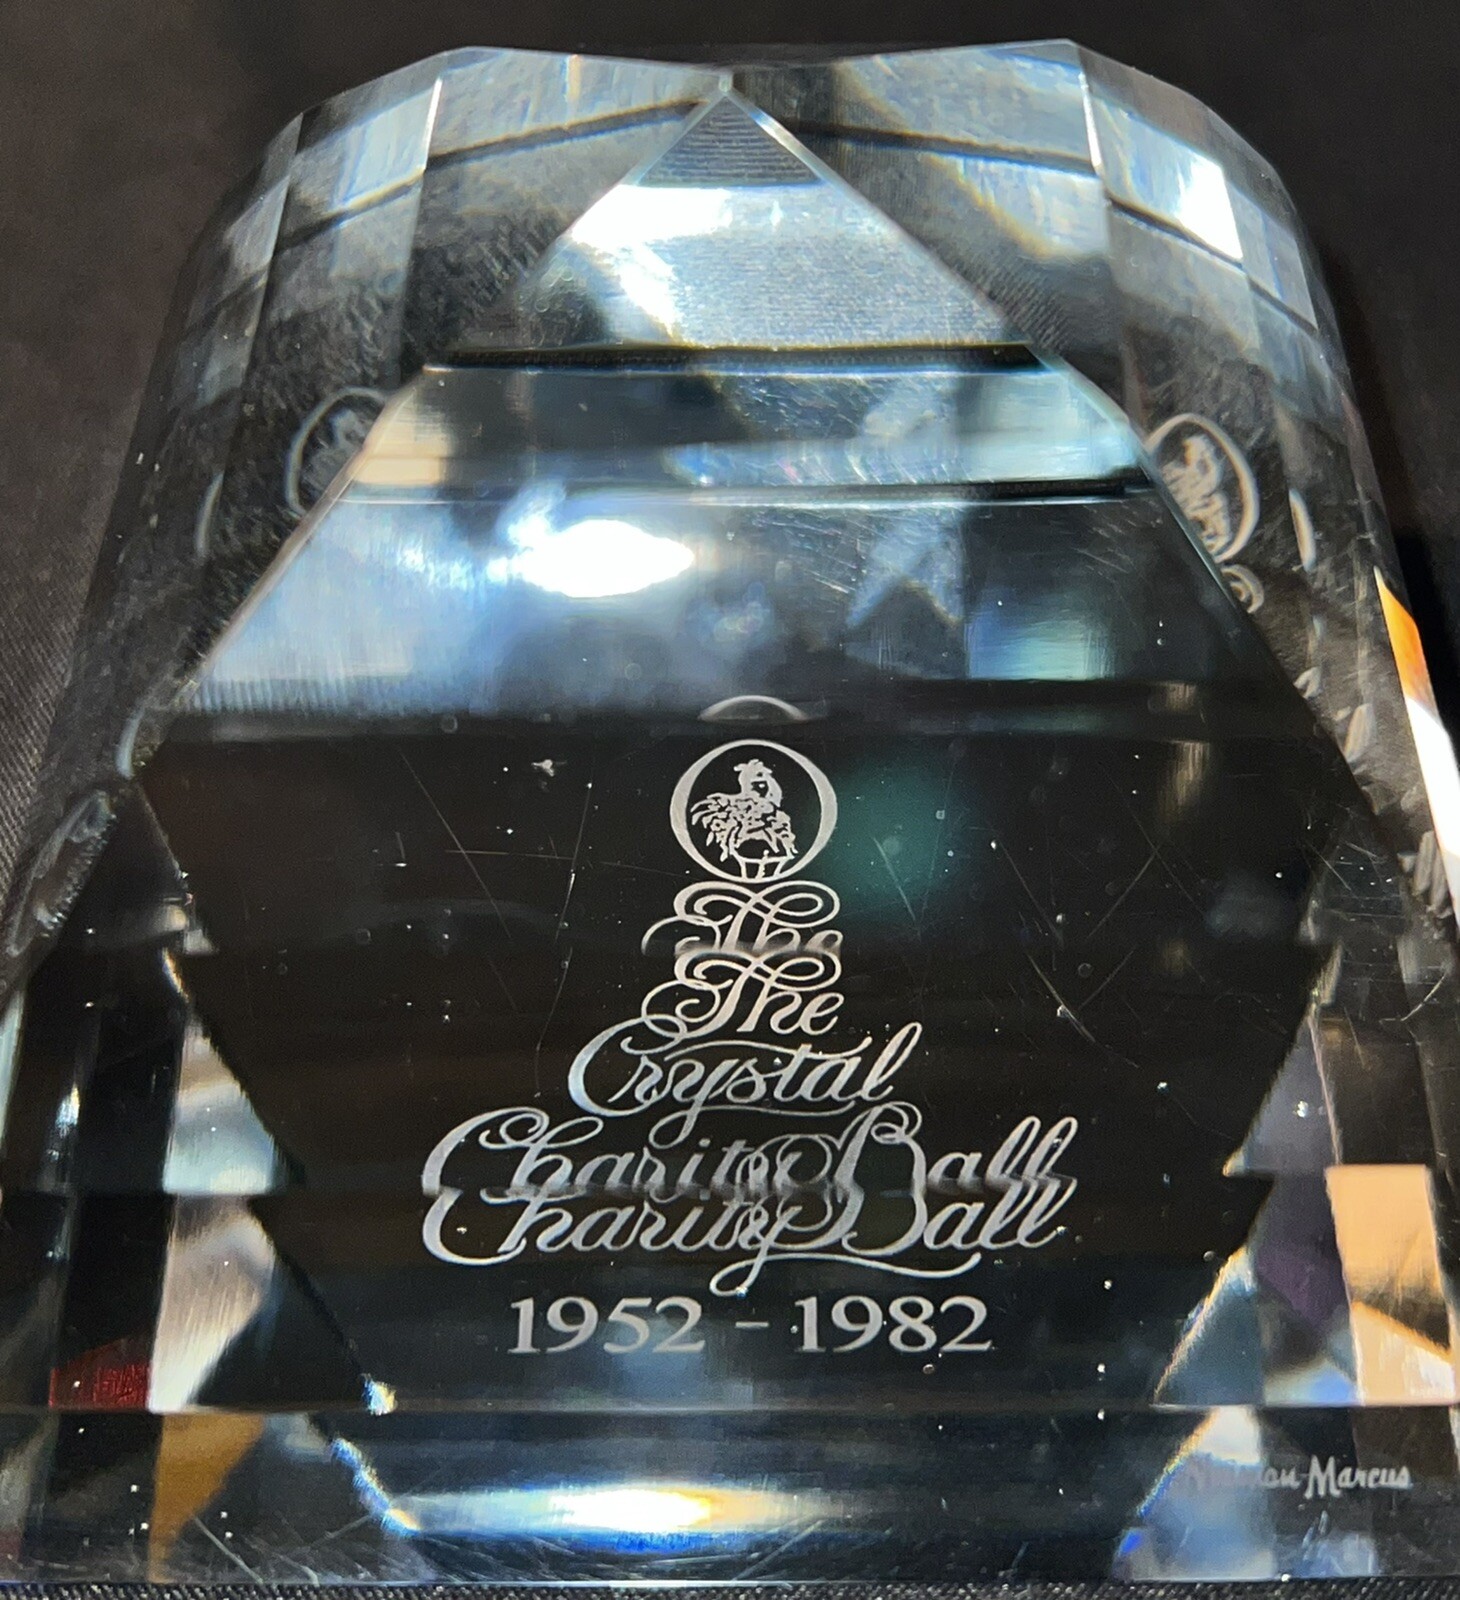 The
Crystal
Charity Ball
1952 - 1982
Neiman-Marcus